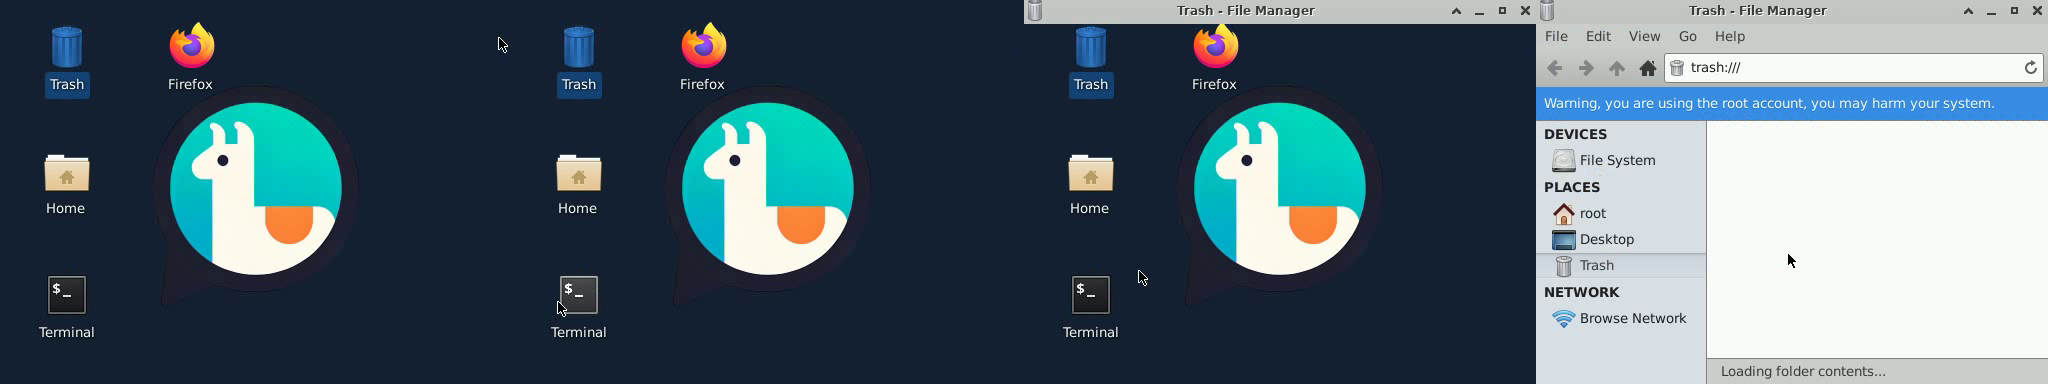 Trash
Firefox
Home
$_
Terminal
Trash
Firefox
Home
$_
Terminal
Trash - File Manager
Trash
Firefox
Home
$_
Terminal
Trash - File Manager
File Edit View Go Help
trash:///
Warning, you are using the root account, you may harm your system.
DEVICES
File System
PLACES
root
Desktop
Trash
NETWORK
Browse Network
Loading folder contents...